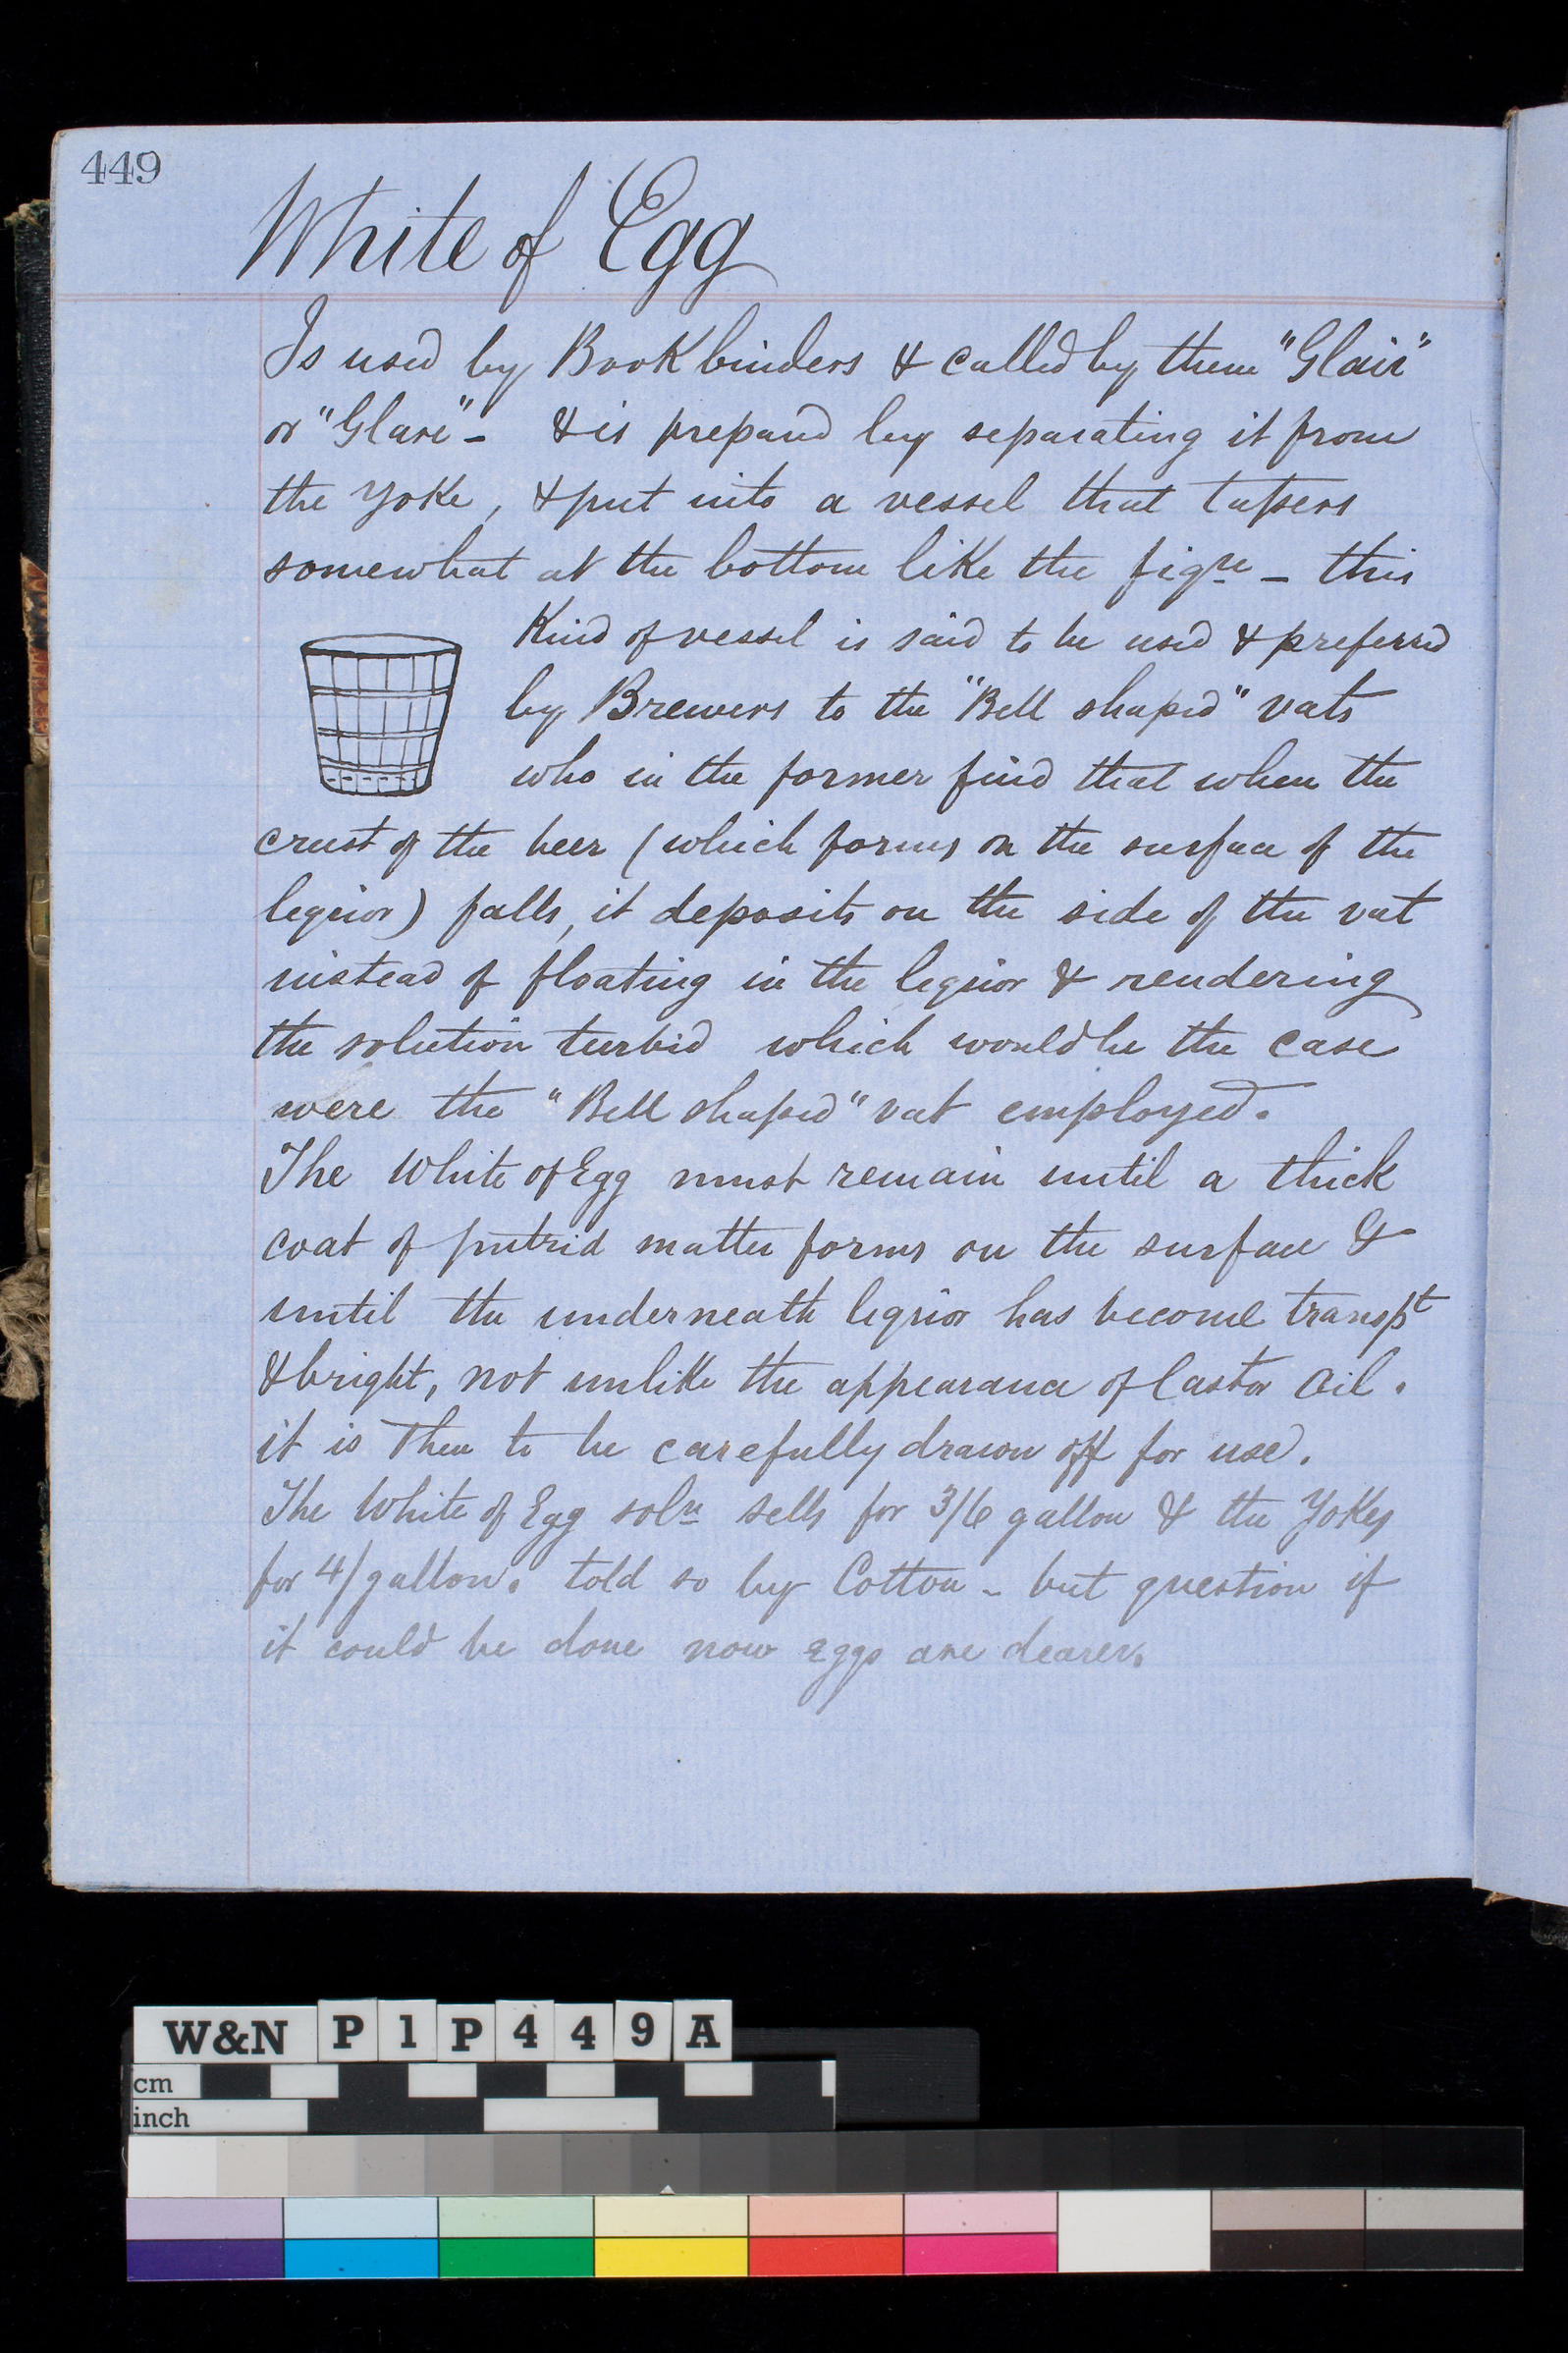 449
White of Egg
Is used by Bookbinders & called by them "Glair"
or "Glare" - & is prepared by separating it from
the Yoke, & put into a vessel that tapers
somewhat at the bottom like the figre - this
Kind of vessel is said to be used & preferred
by Brewers to the "Bell shaped" vats
who in the former find that when the
crust of the beer (which forms on the surface of the
liquor) falls, it deposits on the side of the vat
instead of floating in the liquor & rendering
the solution turbid which would be the case
were the "Bell shaped" vat employed.
The White of Egg must remain until a thick
coat of putrid matter forms on the surface &
until the underneath liquor has become transpt
& bright, not unlike the appearance of Castor Oil.
it is then to be carefully drawn off for use.
The White of Egg soln sells for 3/6 gallon & the Yokes
for 4/ gallon. told so by Cotton - but question if
it could be done now eggs are dearer.
W&N P1P449A
cm
inch